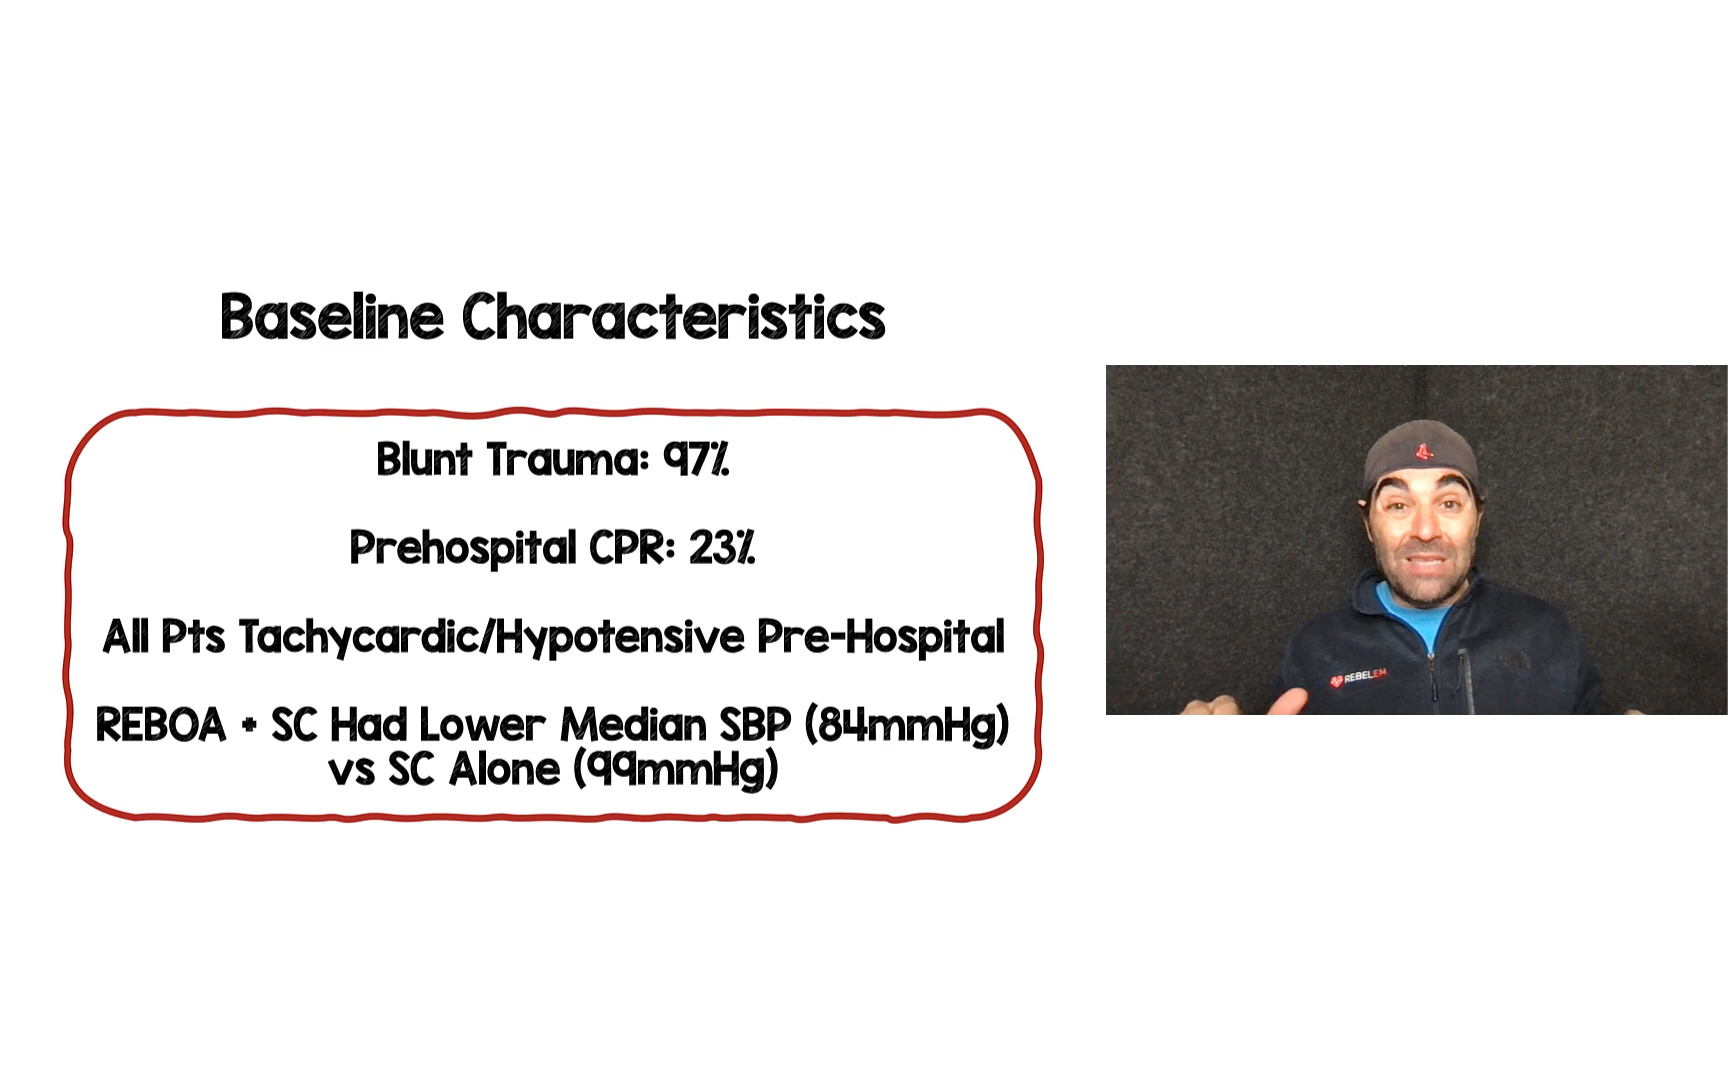 Baseline Characteristics
Blunt Trauma: 97%
Prehospital CPR: 23%
All Pts Tachycardic/Hypotensive Pre-Hospital
REBOA + SC Had Lower Median SBP (84mmHg)
vs SC Alone (99mmHg)
REBELEM